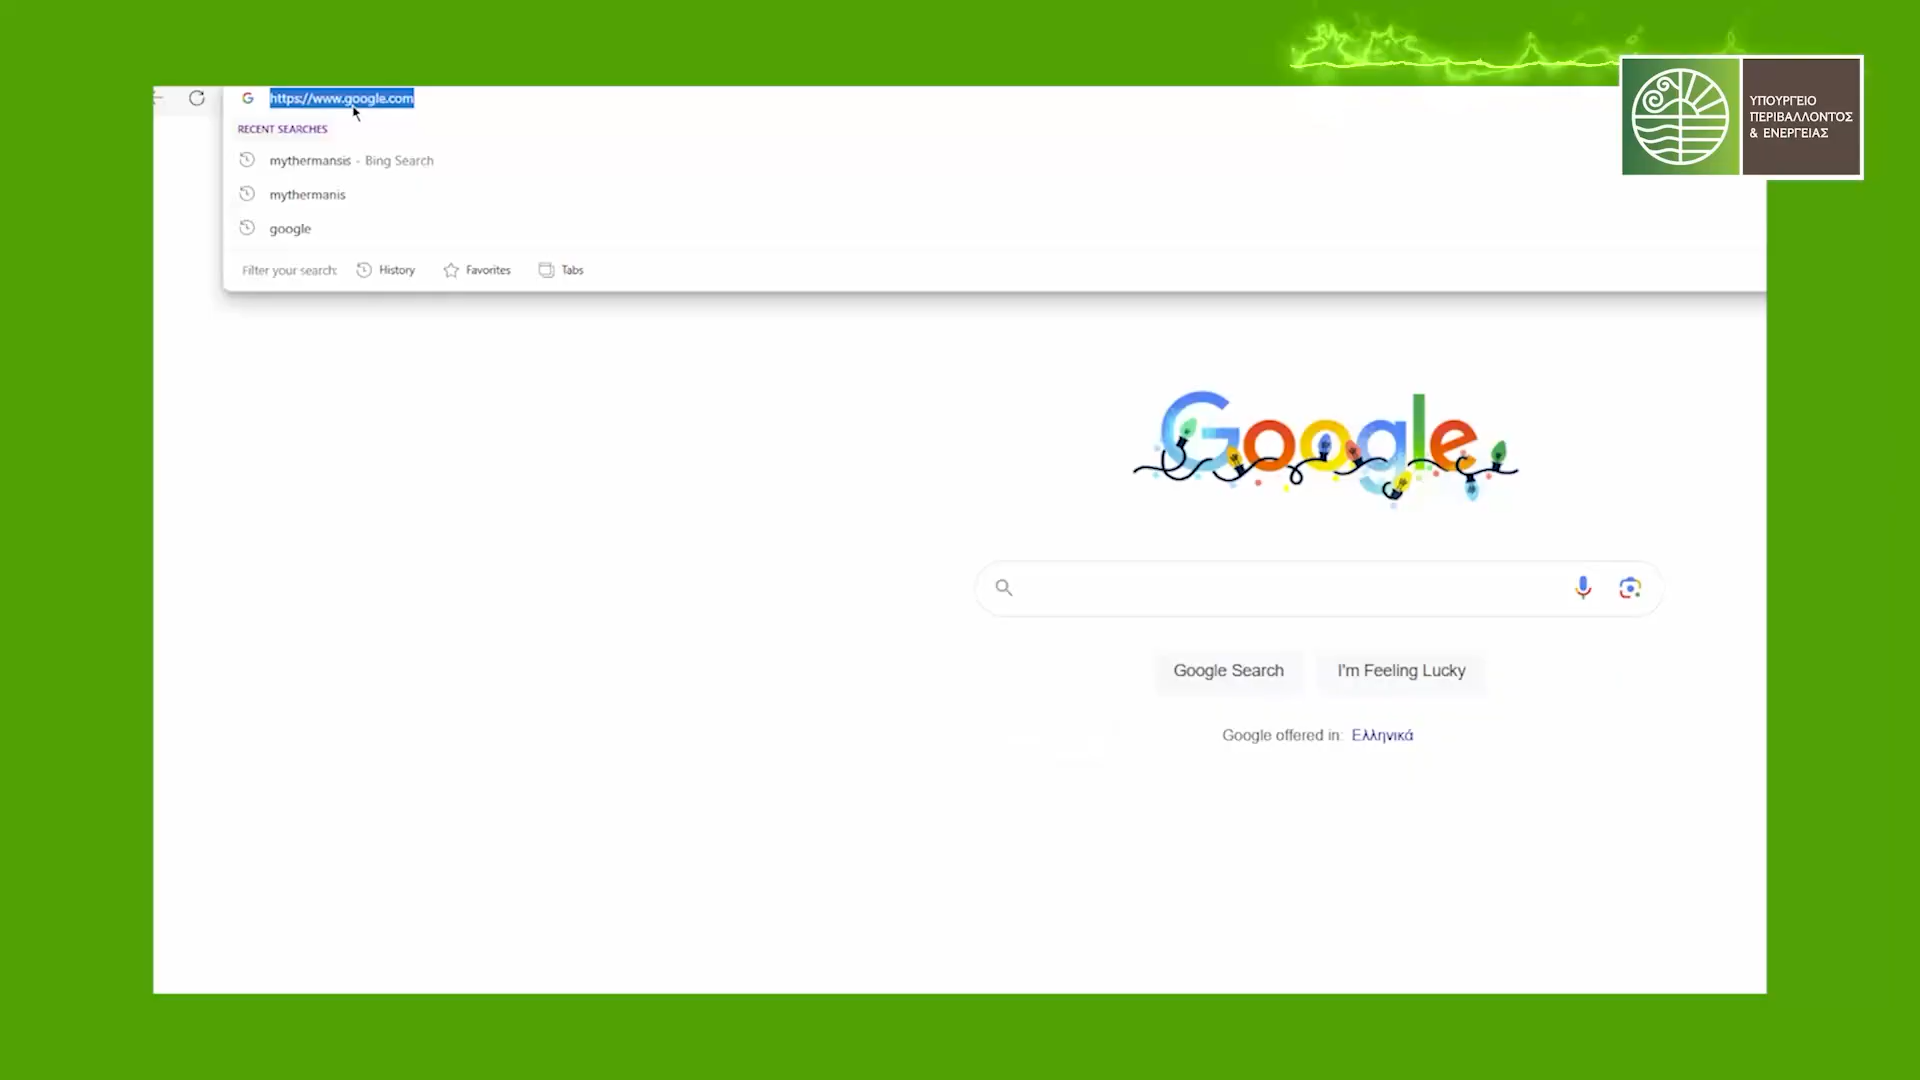 https://www.google.com
RECENT SEARCHES
mythermansis - Bing Search
mythermanis
google
Filter your search: History Favorites Tabs
ΥΠΟΥΡΓΕΙΟ
ΠΕΡΙΒΑΛΛΟΝΤΟΣ
& ΕΝΕΡΓΕΙΑΣ
Google
Google Search I'm Feeling Lucky
Google offered in: Ελληνικά